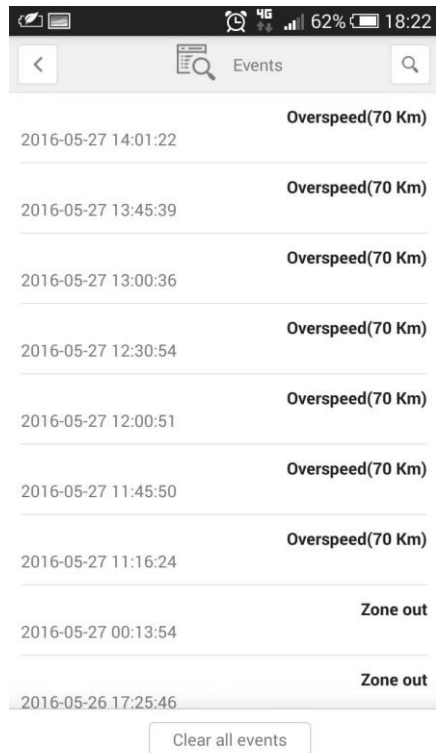 4G 62% 18:22
Events
Overspeed(70 Km)
2016-05-27 14:01:22
Overspeed(70 Km)
2016-05-27 13:45:39
Overspeed(70 Km)
2016-05-27 13:00:36
Overspeed(70 Km)
2016-05-27 12:30:54
Overspeed(70 Km)
2016-05-27 12:00:51
Overspeed(70 Km)
2016-05-27 11:45:50
Overspeed(70 Km)
2016-05-27 11:16:24
Zone out
2016-05-27 00:13:54
Zone out
2016-05-26 17:25:46
Clear all events